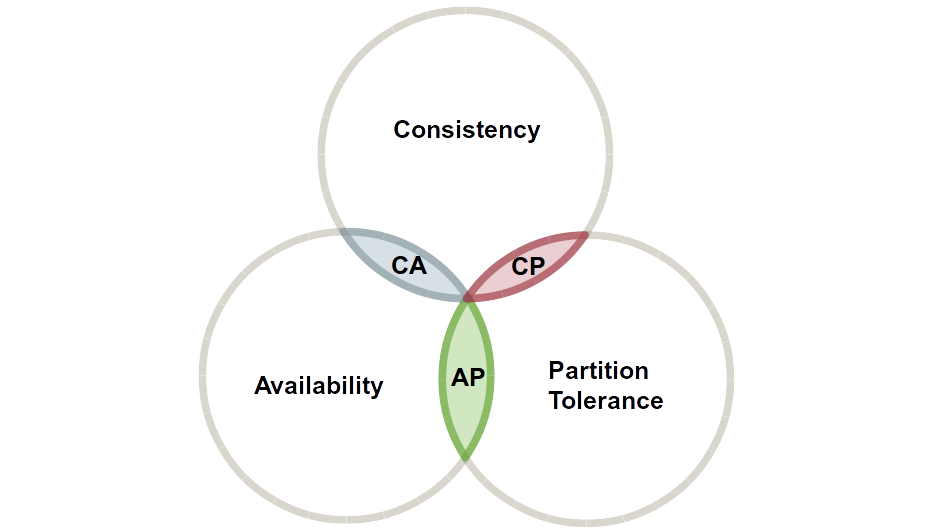 Consistency
CA
CP
Availability
AP
Partition
Tolerance